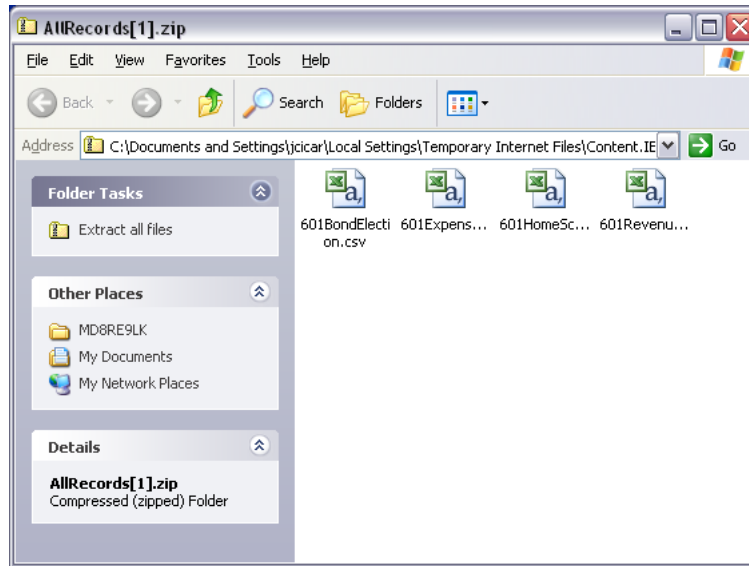 AllRecords[1].zip
File Edit View Favorites Tools Help
Back Search Folders
Address C:\Documents and Settings\jcicar\Local Settings\Temporary Internet Files\Content.IE Go
Folder Tasks
Extract all files
Other Places
MD8RE9LK
My Documents
My Network Places
Details
AllRecords[1].zip
Compressed (zipped) Folder
601BondElecti 601Expens... 601HomeSc... 601Revenu...
on.csv